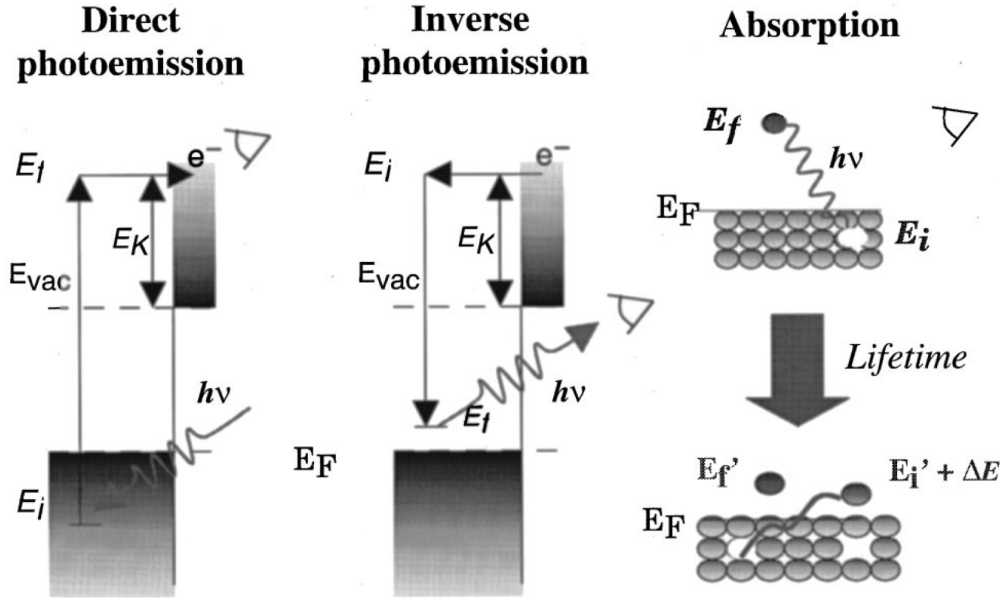 Direct
photoemission
E_f
e⁻
E_K
E_vac
hν
E_i
Inverse
photoemission
E_i
e⁻
E_K
E_vac
hν
E_f
E_F
Absorption
E_f
hν
E_F
E_i
Lifetime
E_f’
E_i’ + ΔE
E_F